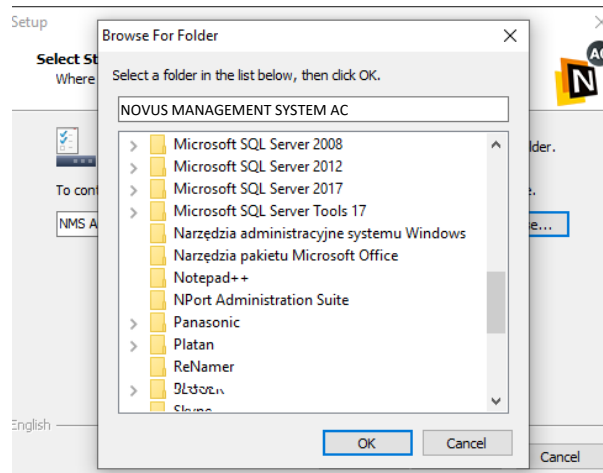 Setup
Browse For Folder
Select St
Where
AC
N
Select a folder in the list below, then click OK.
NOVUS MANAGEMENT SYSTEM AC
Microsoft SQL Server 2008
lder.
Microsoft SQL Server 2012
Microsoft SQL Server 2017
To cont
e.
Microsoft SQL Server Tools 17
NMS A
e...
Narzędzia administracyjne systemu Windows
Narzędzia pakietu Microsoft Office
Notepad++
NPort Administration Suite
Panasonic
Platan
ReNamer
English
OK
Cancel
Cancel